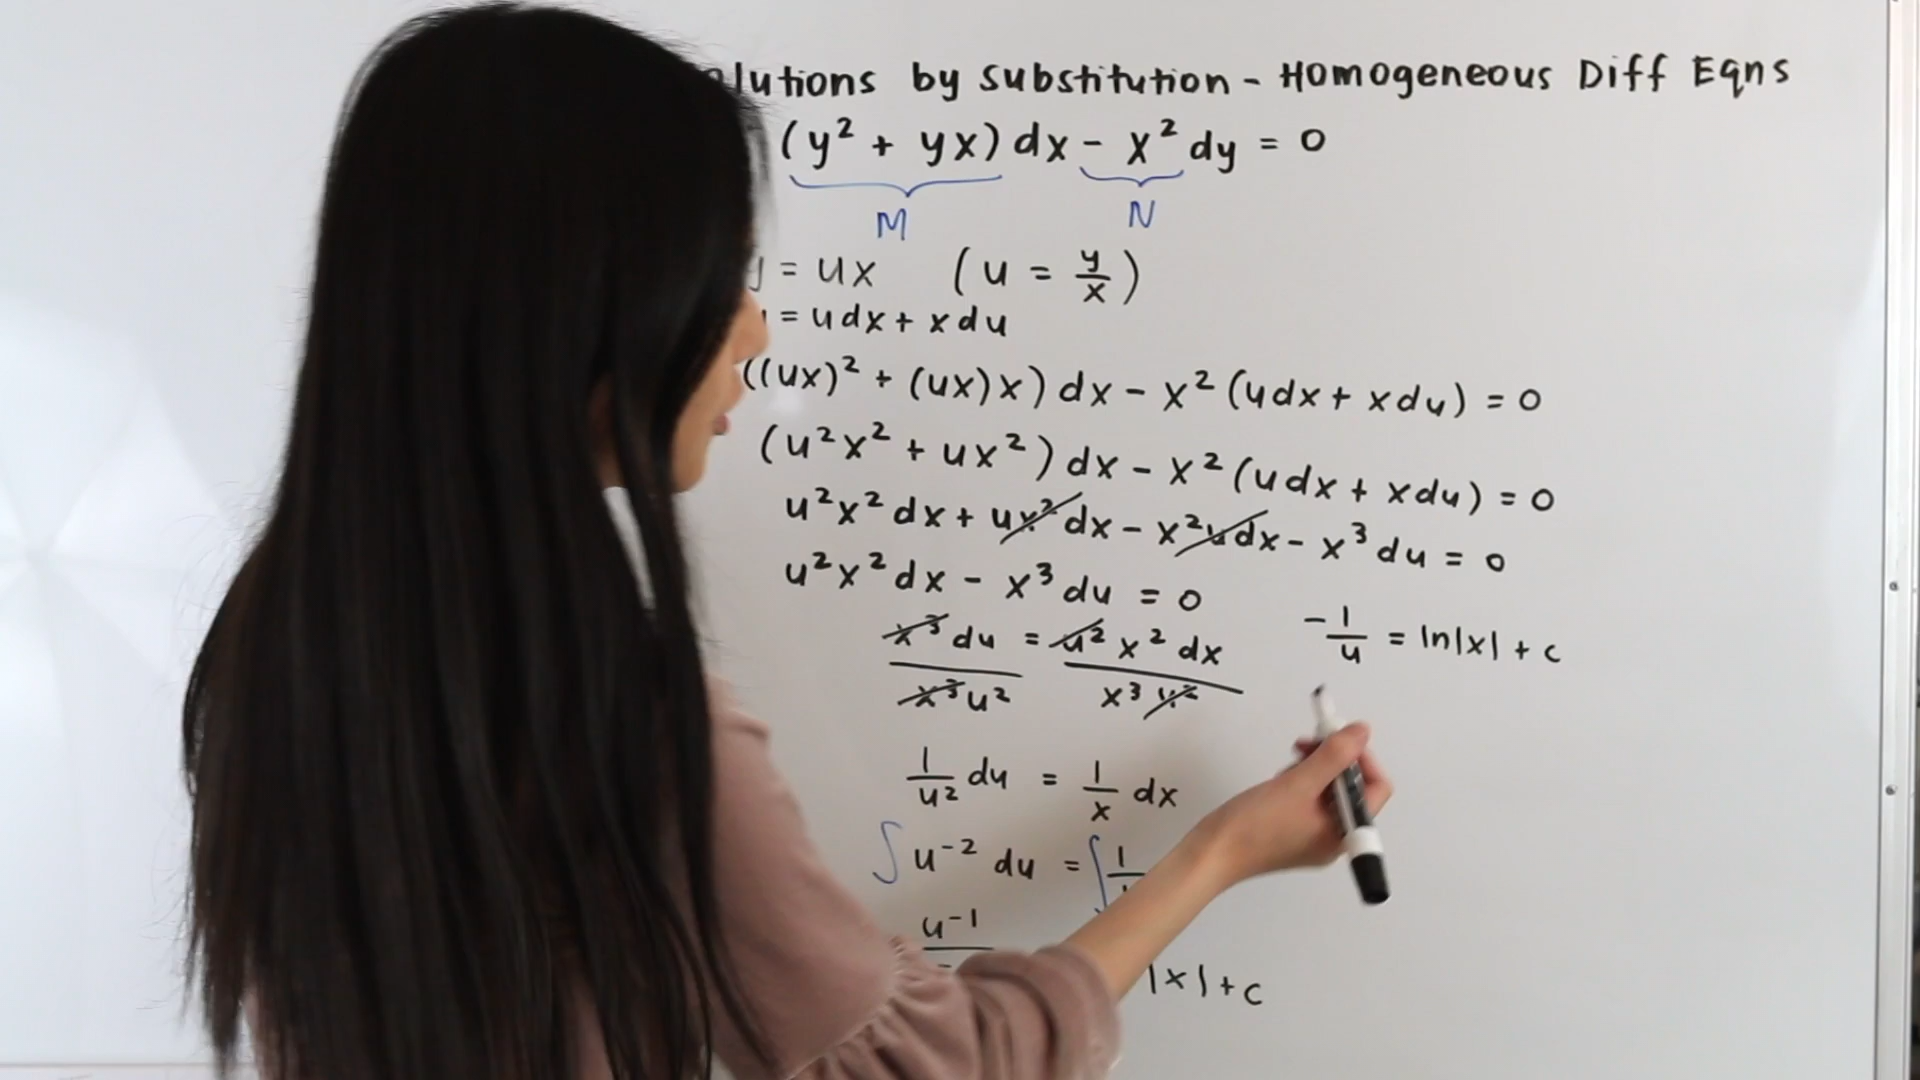 by Substitution - Homogeneous Diff Eqns
(y² + yx) dx - x² dy = 0
M N
= ux (u = y/x)
= udx + xdu
((ux)² + (ux)x) dx - x² (udx + xdu) = 0
(u²x² + ux²) dx - x² (udx + xdu) = 0
u²x² dx + ux² dx - x² udx - x³ du = 0
u²x² dx - x³ du = 0
x³ du / x³u² = u² x² dx / x³ u²
1/u² du = 1/x dx
∫ u⁻² du = ∫ 1
u⁻¹
|x| + c
-1/u = ln|x| + c